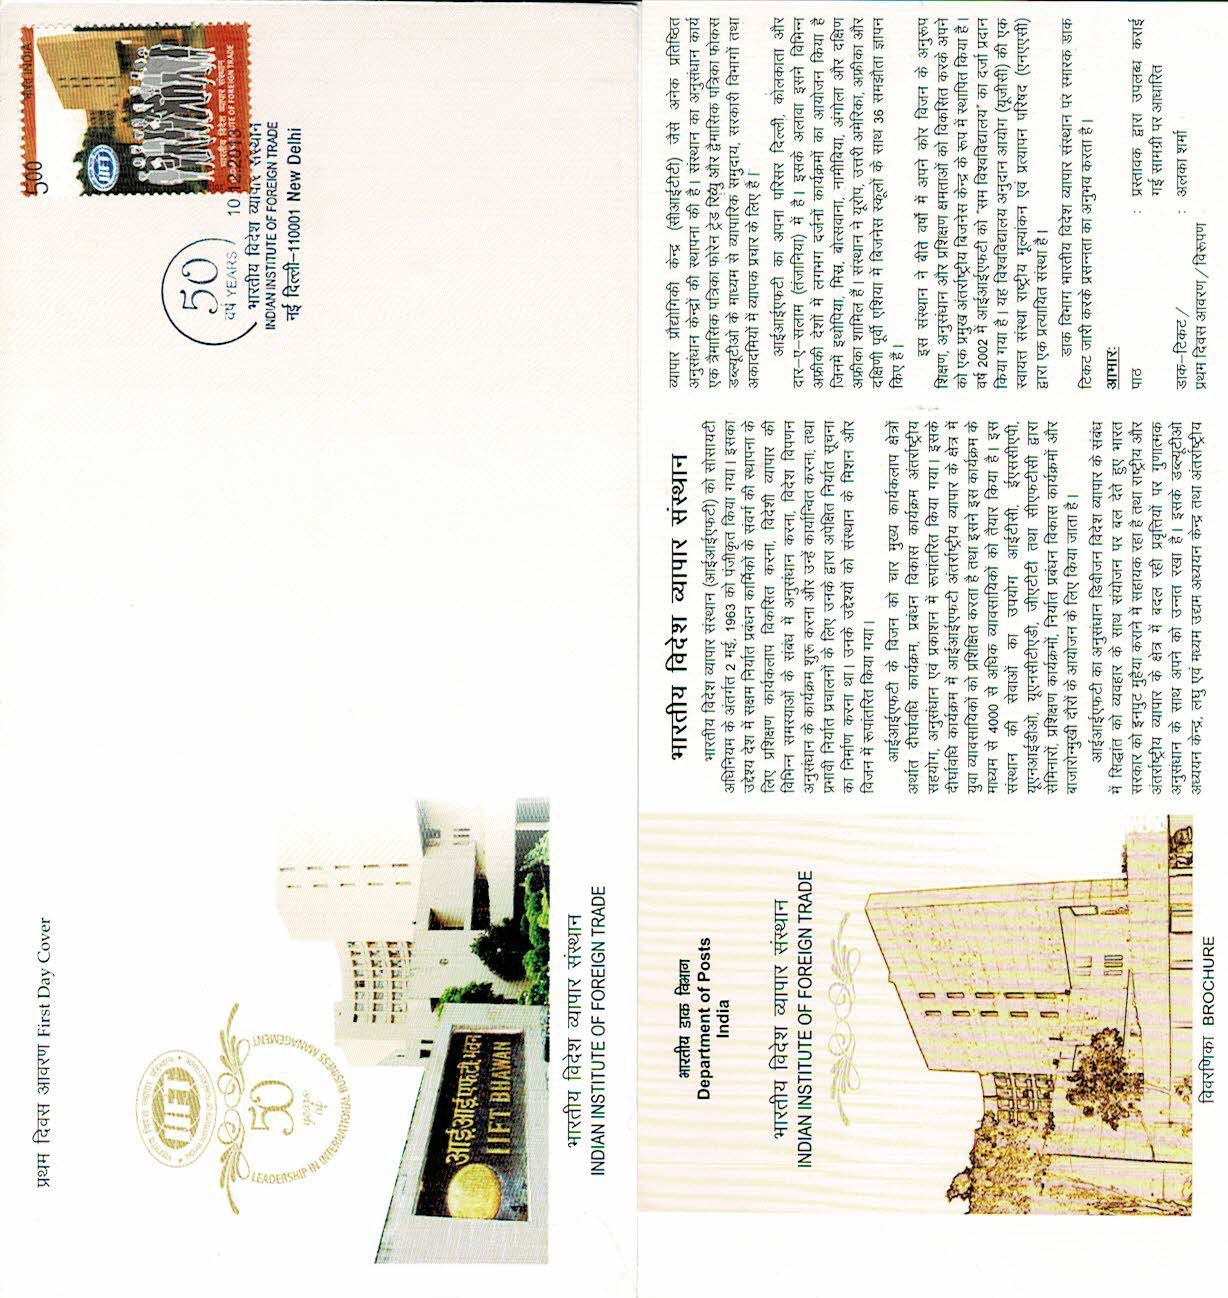 प्रथम दिवस आवरण First Day Cover
भारतीय विदेश व्यापार संस्थान
IIFT
INDIAN INSTITUTE OF FOREIGN TRADE
50
years
of
LEADERSHIP IN INTERNATIONAL BUSINESS MANAGEMENT
आईआईएफटी भवन
IIFT BHAWAN
भारतीय विदेश व्यापार संस्थान
INDIAN INSTITUTE OF FOREIGN TRADE
5.00 भारत INDIA
IIFT
भारतीय विदेश व्यापार संस्थान
INDIAN INSTITUTE OF FOREIGN TRADE
50
वर्ष YEARS
10.12.2013
भारतीय विदेश व्यापार संस्थान
INDIAN INSTITUTE OF FOREIGN TRADE
नई दिल्ली–110001 New Delhi
भारतीय डाक विभाग
Department of Posts
India
भारतीय विदेश व्यापार संस्थान
INDIAN INSTITUTE OF FOREIGN TRADE
विवरणिका BROCHURE
भारतीय विदेश व्यापार संस्थान
भारतीय विदेश व्यापार संस्थान (आईआईएफटी) को सोसायटी
अधिनियम के अंतर्गत 2 मई, 1963 को पंजीकृत किया गया। इसका
उद्देश्य देश में सक्षम निर्यात प्रबंधन कार्मिकों के संवर्ग की स्थापना के
लिए प्रशिक्षण कार्यकलाप विकसित करना, विदेशी व्यापार की
विभिन्न समस्याओं के संबंध में अनुसंधान करना, विदेश विपणन
अनुसंधान के कार्यक्रम शुरू करना और उन्हें कार्यान्वित करना; तथा
प्रभावी निर्यात प्रचालनों के लिए उनके द्वारा अपेक्षित निर्यात सूचना
का निर्माण करना था। उनके उद्देश्यों को संस्थान के मिशन और
विजन में रूपांतरित किया गया।
आईआईएफटी के विजन को चार मुख्य कार्यकलाप क्षेत्रों
अर्थात दीर्घावधि कार्यक्रम, प्रबंधन विकास कार्यक्रम अंतर्राष्ट्रीय
सहयोग, अनुसंधान एवं प्रकाशन में रूपांतरित किया गया। इसके
दीर्घावधि कार्यक्रम में आईआईएफटी अंतर्राष्ट्रीय व्यापार के क्षेत्र में
युवा व्यावसायिकों को प्रशिक्षित करता है तथा इसने इस कार्यक्रम के
माध्यम से 4000 से अधिक व्यावसायिकों को तैयार किया है। इस
संस्थान की सेवाओं का उपयोग आईटीसी, ईएससीएपी,
यूएनआईडीओ, यूएनसीटीएडी, जीएटीटी तथा सीएफटीसी द्वारा
सेमिनारों, प्रशिक्षण कार्यक्रमों, निर्यात प्रबंधन विकास कार्यक्रमों और
बाजारोन्मुखी दौरों के आयोजन के लिए किया जाता है।
आईआईएफटी का अनुसंधान डिवीजन विदेश व्यापार के संबंध
में सिद्धांत को व्यवहार के साथ संयोजन पर बल देते हुए भारत
सरकार को इनपुट मुहैया कराने में सहायक रहा है तथा राष्ट्रीय और
अंतर्राष्ट्रीय व्यापार के क्षेत्र में बदल रही प्रवृत्तियों पर गुणात्मक
अनुसंधान के साथ अपने को उन्नत रखा है। इसके डब्ल्यूटीओ
अध्ययन केन्द्र, लघु एवं मध्यम उद्यम अध्ययन केन्द्र तथा अंतर्राष्ट्रीय
व्यापार प्रौद्योगिकी केन्द्र (सीआईटीटी) जैसे अनेक प्रतिष्ठित
अनुसंधान केन्द्रों की स्थापना की है। संस्थान का अनुसंधान कार्य
एक त्रैमासिक पत्रिका फोरेन ट्रेड रिव्यु और द्वैमासिक पत्रिका फोकस
डब्ल्यूटीओ के माध्यम से व्यापारिक समुदाय, सरकारी विभागों तथा
अकादमियों में व्यापक प्रचार के लिए है।
आईआईएफटी का अपना परिसर दिल्ली, कोलकाता और
दार–ए–सलाम (तंजानिया) में है। इसके अलावा इसने विभिन्न
अफ्रीकी देशों में लगभग दर्जनों कार्यक्रमों का आयोजन किया है
जिनमें इथोपिया, मिस्र, बोत्सवाना, नामीबिया, अंगोला और दक्षिण
अफ्रीका शामिल हैं। संस्थान ने यूरोप, उत्तरी अमेरिका, अफ्रीका और
दक्षिणी पूर्वी एशिया में बिजनेस स्कूलों के साथ 36 समझौता ज्ञापन
किए हैं।
इस संस्थान ने बीते वर्षों में अपने कोर विजन के अनुरूप
शिक्षण, अनुसंधान और प्रशिक्षण क्षमताओं को विकसित करके अपने
को एक प्रमुख अंतर्राष्ट्रीय बिजनेस केन्द्र के रूप में स्थापित किया है।
वर्ष 2002 में आईआईएफटी को "सम विश्वविद्यालय" का दर्जा प्रदान
किया गया है। यह विश्वविद्यालय अनुदान आयोग (यूजीसी) की एक
स्वायत्त संस्था राष्ट्रीय मूल्यांकन एवं प्रत्यापन परिषद (एनएएसी)
द्वारा एक प्रत्यायित संस्था है।
डाक विभाग भारतीय विदेश व्यापार संस्थान पर स्मारक डाक
टिकट जारी करके प्रसन्नता का अनुभव करता है।
आभारः
पाठ : प्रस्तावक द्वारा उपलब्ध कराई
गई सामग्री पर आधारित
डाक–टिकट / : अलका शर्मा
प्रथम दिवस आवरण / विरूपण